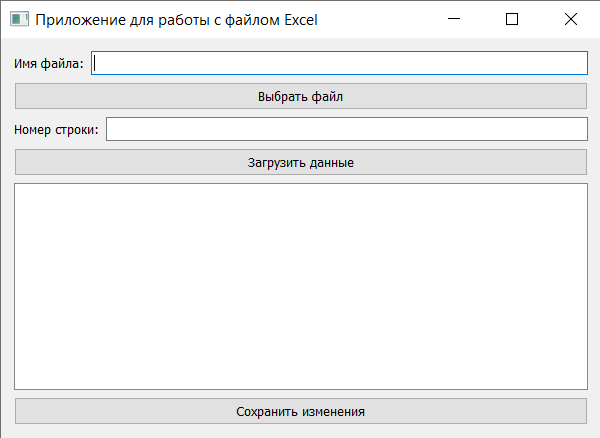 Приложение для работы с файлом Excel
Имя файла:
Выбрать файл
Номер строки:
Загрузить данные
Сохранить изменения